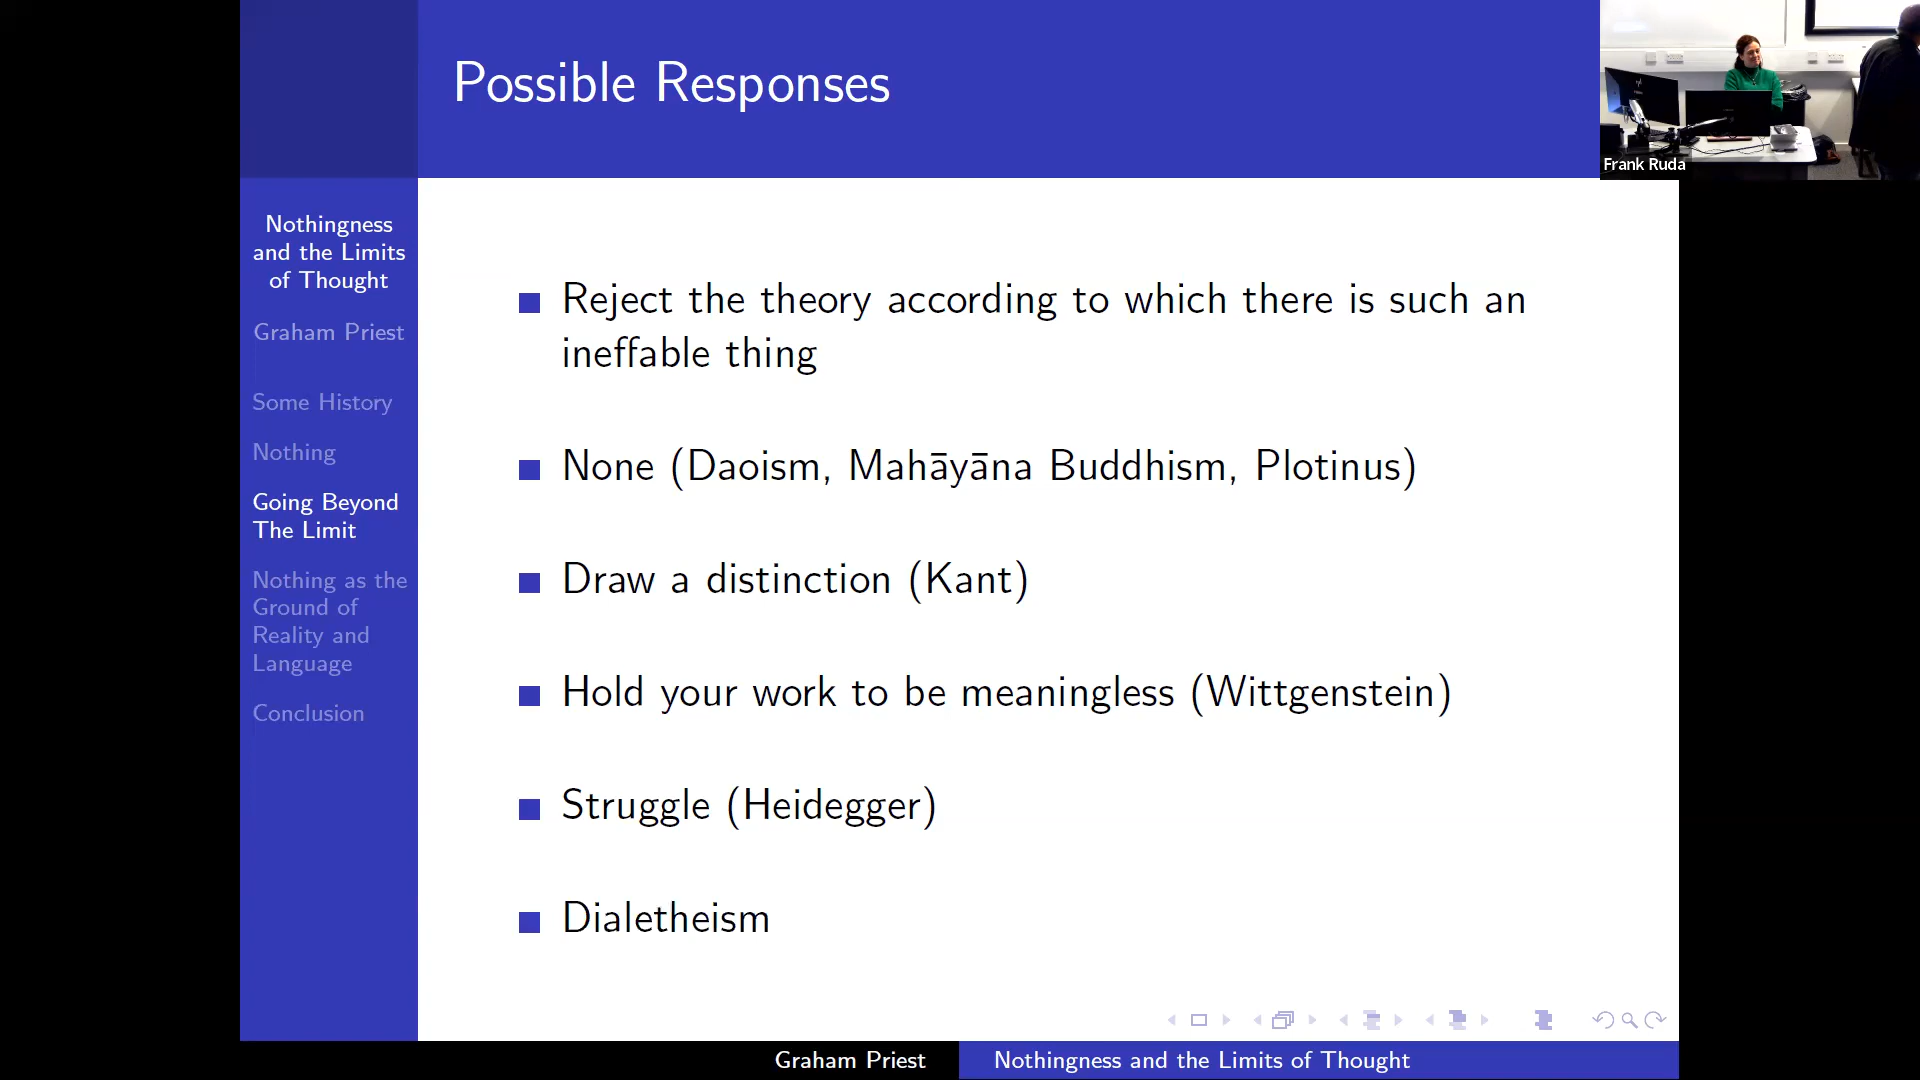 Possible Responses
Frank Ruda
Nothingness
and the Limits
of Thought
Graham Priest
Some History
Nothing
Going Beyond
The Limit
Nothing as the
Ground of
Reality and
Language
Conclusion
Reject the theory according to which there is such an
ineffable thing
None (Daoism, Mahāyāna Buddhism, Plotinus)
Draw a distinction (Kant)
Hold your work to be meaningless (Wittgenstein)
Struggle (Heidegger)
Dialetheism
Graham Priest
Nothingness and the Limits of Thought